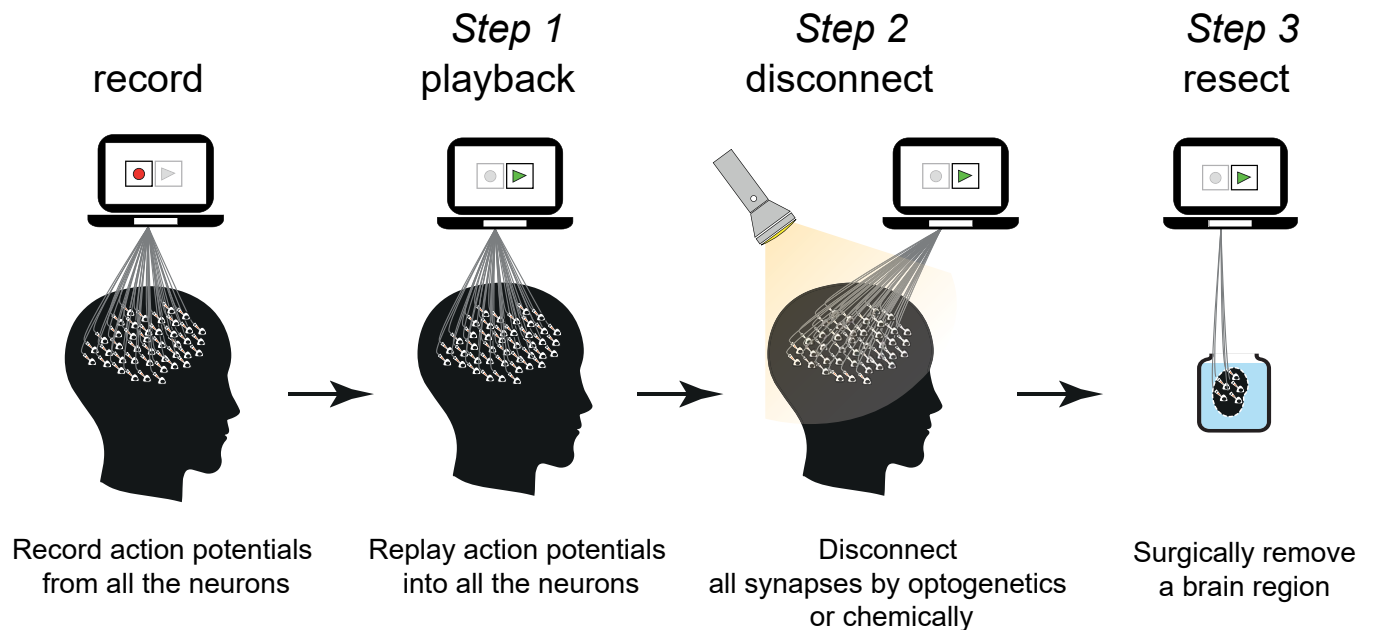 Step 1
Step 2
Step 3
record
playback
disconnect
resect
Record action potentials
from all the neurons
Replay action potentials
into all the neurons
Disconnect
all synapses by optogenetics
or chemically
Surgically remove
a brain region